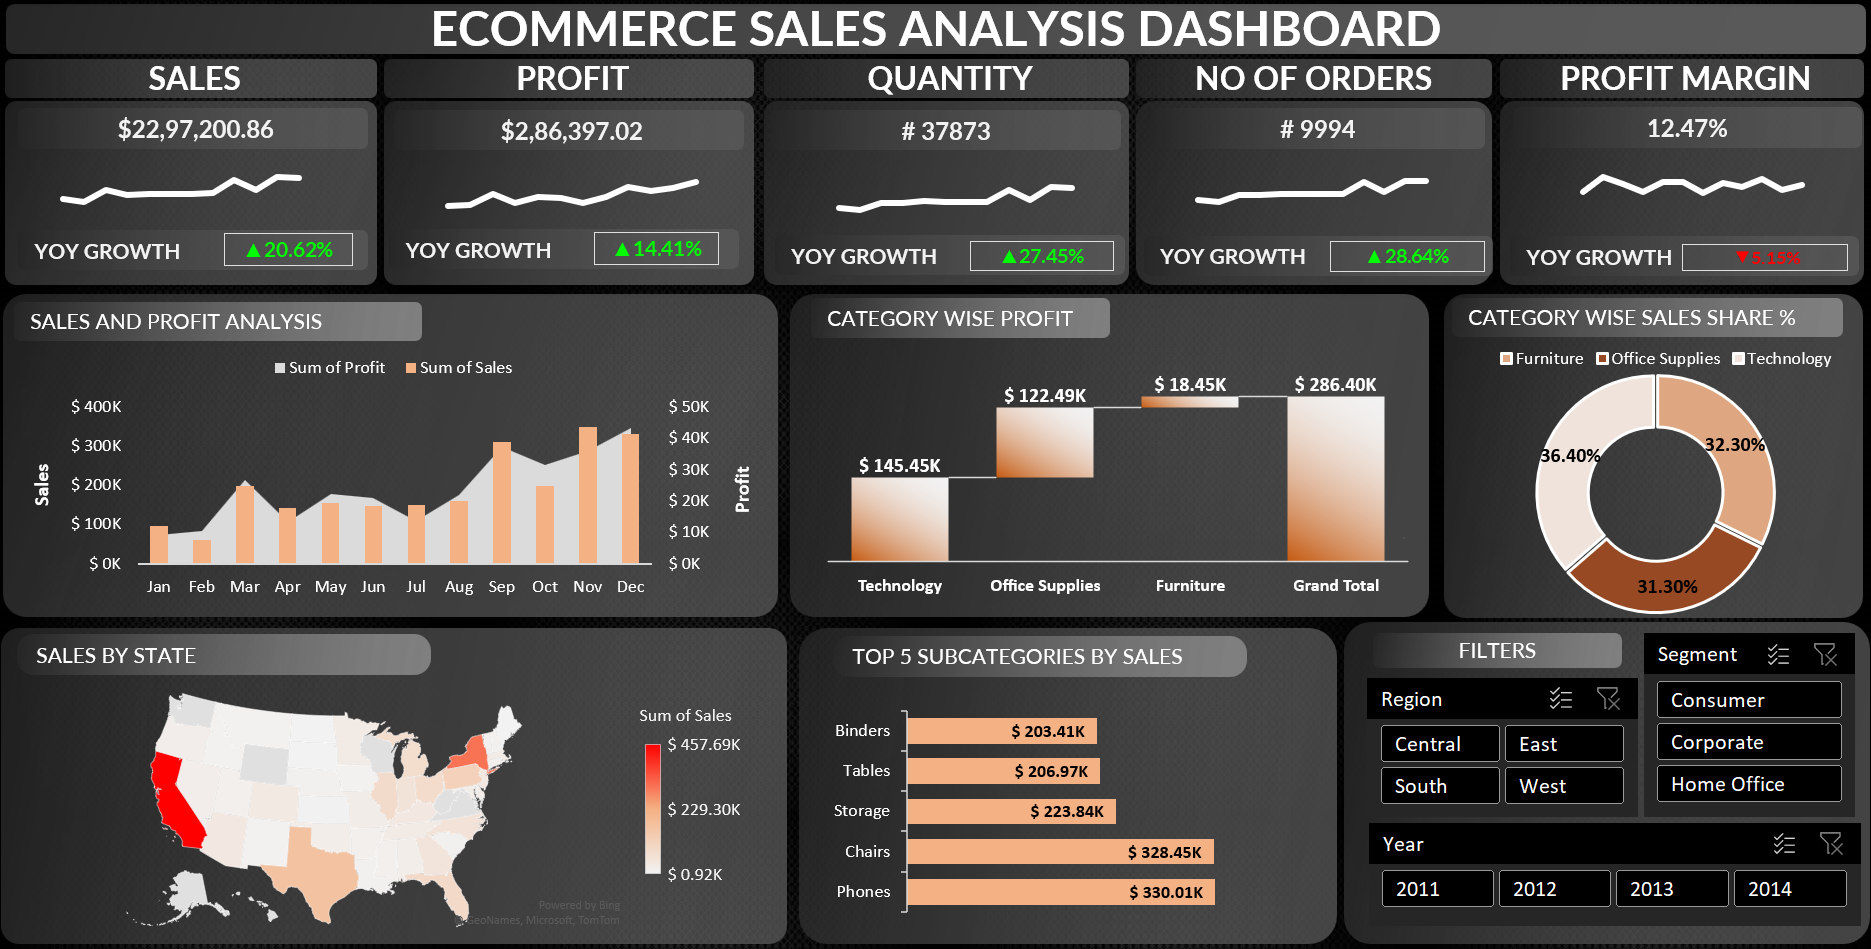 ECOMMERCE SALES ANALYSIS DASHBOARD
SALES
$22,97,200.86
YOY GROWTH ▲20.62%
PROFIT
$2,86,397.02
YOY GROWTH ▲14.41%
QUANTITY
# 37873
YOY GROWTH ▲27.45%
NO OF ORDERS
# 9994
YOY GROWTH ▲28.64%
PROFIT MARGIN
12.47%
YOY GROWTH ▼5.15%
SALES AND PROFIT ANALYSIS
Sum of Profit Sum of Sales
$ 400K
$ 300K
$ 200K
$ 100K
$ 0K
Sales
$ 50K
$ 40K
$ 30K
$ 20K
$ 10K
$ 0K
Profit
Jan Feb Mar Apr May Jun Jul Aug Sep Oct Nov Dec
CATEGORY WISE PROFIT
$ 145.45K
$ 122.49K
$ 18.45K
$ 286.40K
Technology Office Supplies Furniture Grand Total
CATEGORY WISE SALES SHARE %
Furniture Office Supplies Technology
36.40%
32.30%
31.30%
SALES BY STATE
Sum of Sales
$ 457.69K
$ 229.30K
$ 0.92K
Powered by Bing
© GeoNames, Microsoft, TomTom
TOP 5 SUBCATEGORIES BY SALES
Binders $ 203.41K
Tables $ 206.97K
Storage $ 223.84K
Chairs $ 328.45K
Phones $ 330.01K
FILTERS
Region
Central East
South West
Segment
Consumer
Corporate
Home Office
Year
2011 2012 2013 2014